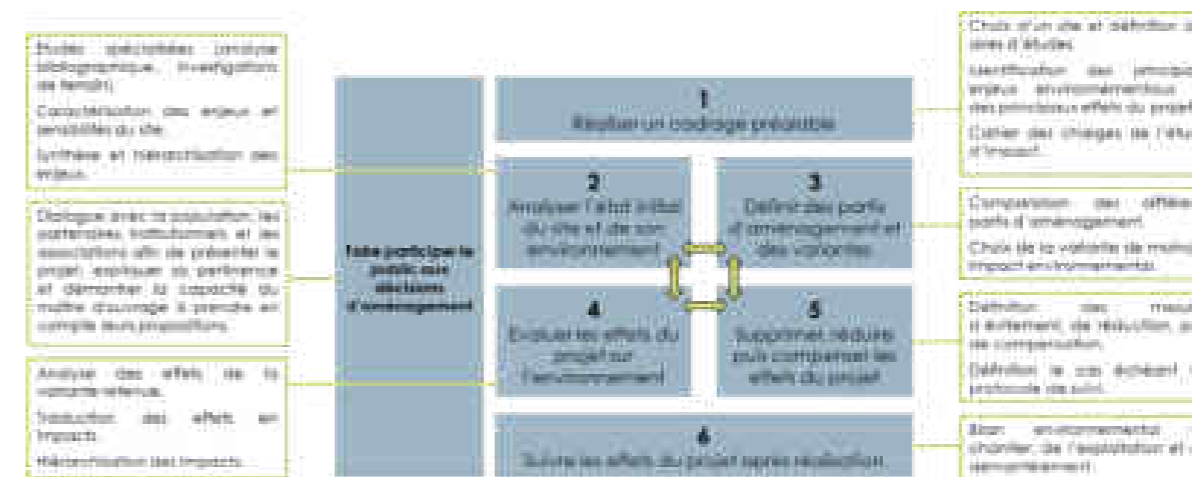 Etudes spécialisées (analyse
bibliographique, investigations
de terrain).
Caractérisation des enjeux et
sensibilités du site.
Synthèse et hiérarchisation des
enjeux.
Dialogue avec la population, les
partenaires institutionnels et les
associations afin de présenter le
projet, expliquer sa pertinence
et démontrer la capacité du
maître d'ouvrage à prendre en
compte leurs propositions.
Analyse des effets de la
variante retenue.
Traduction des effets en
impacts.
Hiérarchisation des impacts.
Faire participe le
public aux
décisions
d'aménagement
1
Réaliser un cadrage préalable
2
Analyser l'état initial
du site et de son
environnement
3
Définir des partis
d'aménagement et
des variantes
4
Evaluer les effets du
projet sur
l'environnement
5
Supprimer, réduire
puis compenser les
effets du projet
6
Suivre les effets du projet après réalisation
Choix d'un site et définition
aires d'études.
Identification des
enjeux environnementaux
des principaux effets du projet
Cahier des charges de
d'impact.
Comparaison des
partis d'aménagement.
Choix de la variante de
impact environnemental.
Définition des
d'évitement, de réduction,
de compensation.
Définition le cas échéant
protocole de suivi.
Bilan environnemental
chantier, de l'exploitation et
démantèlement.